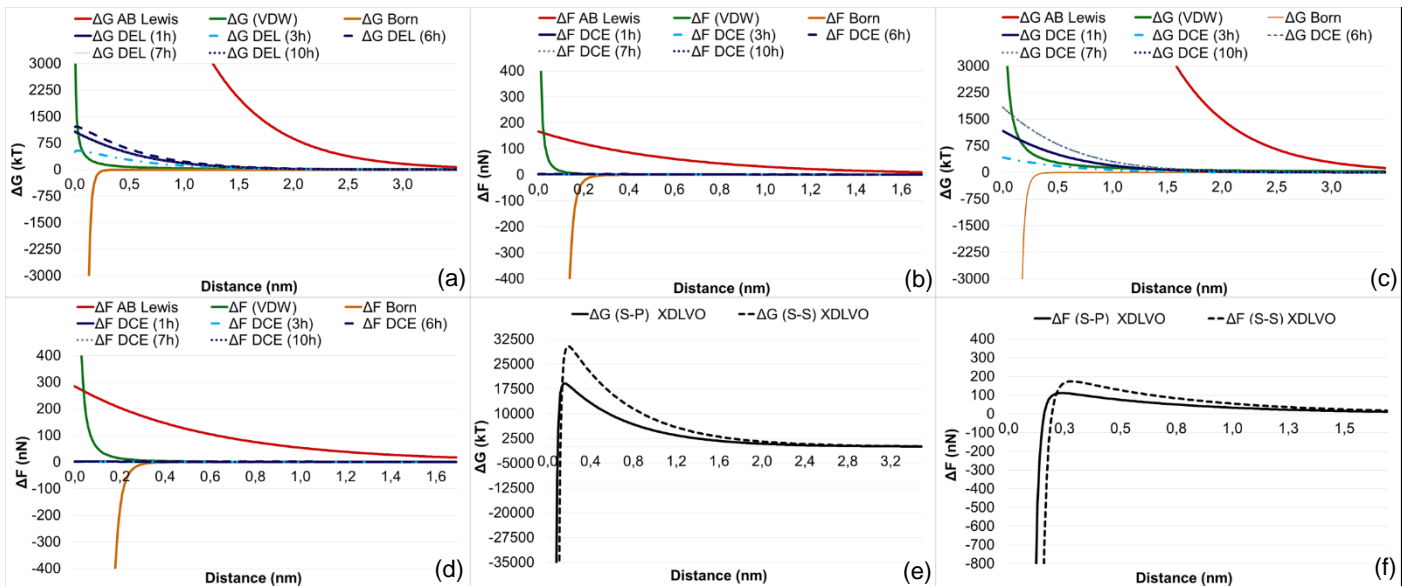 ΔG AB Lewis ΔG (VDW) ΔG Born
ΔG DEL (1h) ΔG DEL (3h) ΔG DEL (6h)
ΔG DEL (7h) ΔG DEL (10h)
3000
2250
1500
750
0
-750
-1500
-2250
-3000
ΔG (kT)
0,0 0,5 1,0 1,5 2,0 2,5 3,0
Distance (nm)
(a)
ΔF AB Lewis ΔF (VDW) ΔF Born
ΔF DCE (1h) ΔF DCE (3h) ΔF DCE (6h)
ΔF DCE (7h) ΔF DCE (10h)
400
300
200
100
0
-100
-200
-300
-400
ΔF (nN)
0,0 0,2 0,4 0,6 0,8 1,0 1,2 1,4 1,6
Distance (nm)
(b)
ΔG AB Lewis ΔG (VDW) ΔG Born
ΔG DCE (1h) ΔG DCE (3h) ΔG DCE (6h)
ΔG DCE (7h) ΔG DCE (10h)
3000
2250
1500
750
0
-750
-1500
-2250
-3000
ΔG (kT)
0,0 0,5 1,0 1,5 2,0 2,5 3,0
Distance (nm)
(c)
ΔF AB Lewis ΔF (VDW) ΔF Born
ΔF DCE (1h) ΔF DCE (3h) ΔF DCE (6h)
ΔF DCE (7h) ΔF DCE (10h)
400
300
200
100
0
-100
-200
-300
-400
ΔF (nN)
0,0 0,2 0,4 0,6 0,8 1,0 1,2 1,4 1,6
Distance (nm)
(d)
ΔG (S-P) XDLVO ΔG (S-S) XDLVO
32500
25000
17500
10000
2500
-5000
-12500
-20000
-27500
-35000
ΔG (kT)
0,0 0,4 0,8 1,2 1,6 2,0 2,4 2,8 3,2
Distance (nm)
(e)
ΔF (S-P) XDLVO ΔF (S-S) XDLVO
500
400
300
200
100
0
-100
-200
-300
-400
-500
-600
-700
-800
ΔF (nN)
0,0 0,3 0,5 0,8 1,0 1,3 1,5
Distance (nm)
(f)